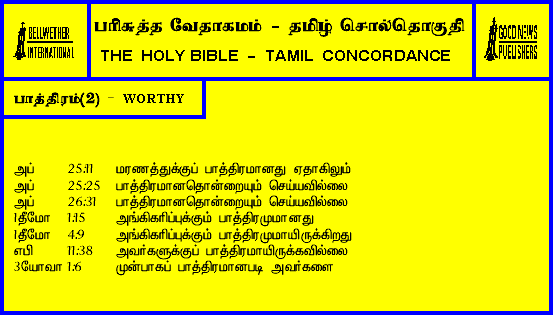 BELLWETHER
INTERNATIONAL
பரிசுத்த வேதாகமம் - தமிழ் சொல்தொகுதி
THE HOLY BIBLE - TAMIL CONCORDANCE
GOOD NEWS
PUBLISHERS
பாத்திரம்(2) - WORTHY
அப் 25:11 மரணத்துக்குப் பாத்திரமானது ஏதாகிலும்
அப் 25:25 பாத்திரமானதொன்றையும் செய்யவில்லை
அப் 26:31 பாத்திரமானதொன்றையும் செய்யவில்லை
1தீமோ 1:15 அங்கிகரிப்புக்கும் பாத்திரமுமானது
1தீமோ 4:9 அங்கிகரிப்புக்கும் பாத்திரமுமாயிருக்கிறது
எபி 11:38 அவர்களுக்குப் பாத்திரமாயிருக்கவில்லை
3யோவா 1:6 முன்பாகப் பாத்திரமானபடி அவர்களை